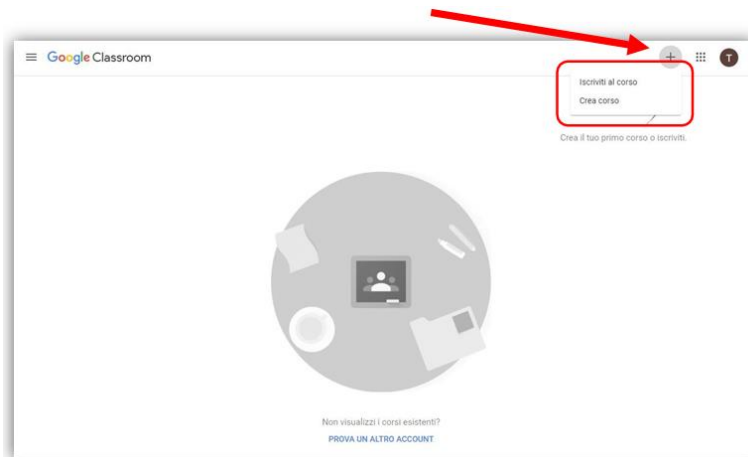 Google Classroom
T
Iscriviti al corso
Crea corso
Crea il tuo primo corso o iscriviti.
Non visualizzi i corsi esistenti?
PROVA UN ALTRO ACCOUNT